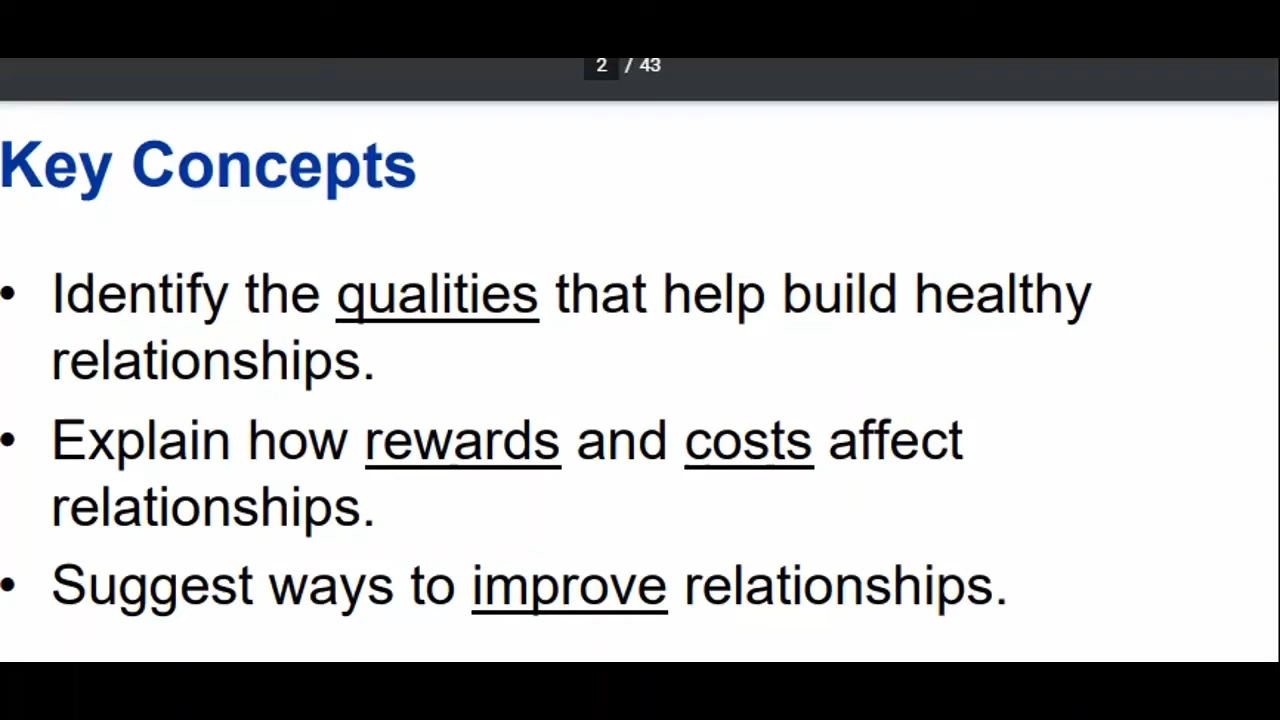 2 / 43
Key Concepts
• Identify the qualities that help build healthy
relationships.
• Explain how rewards and costs affect
relationships.
• Suggest ways to improve relationships.